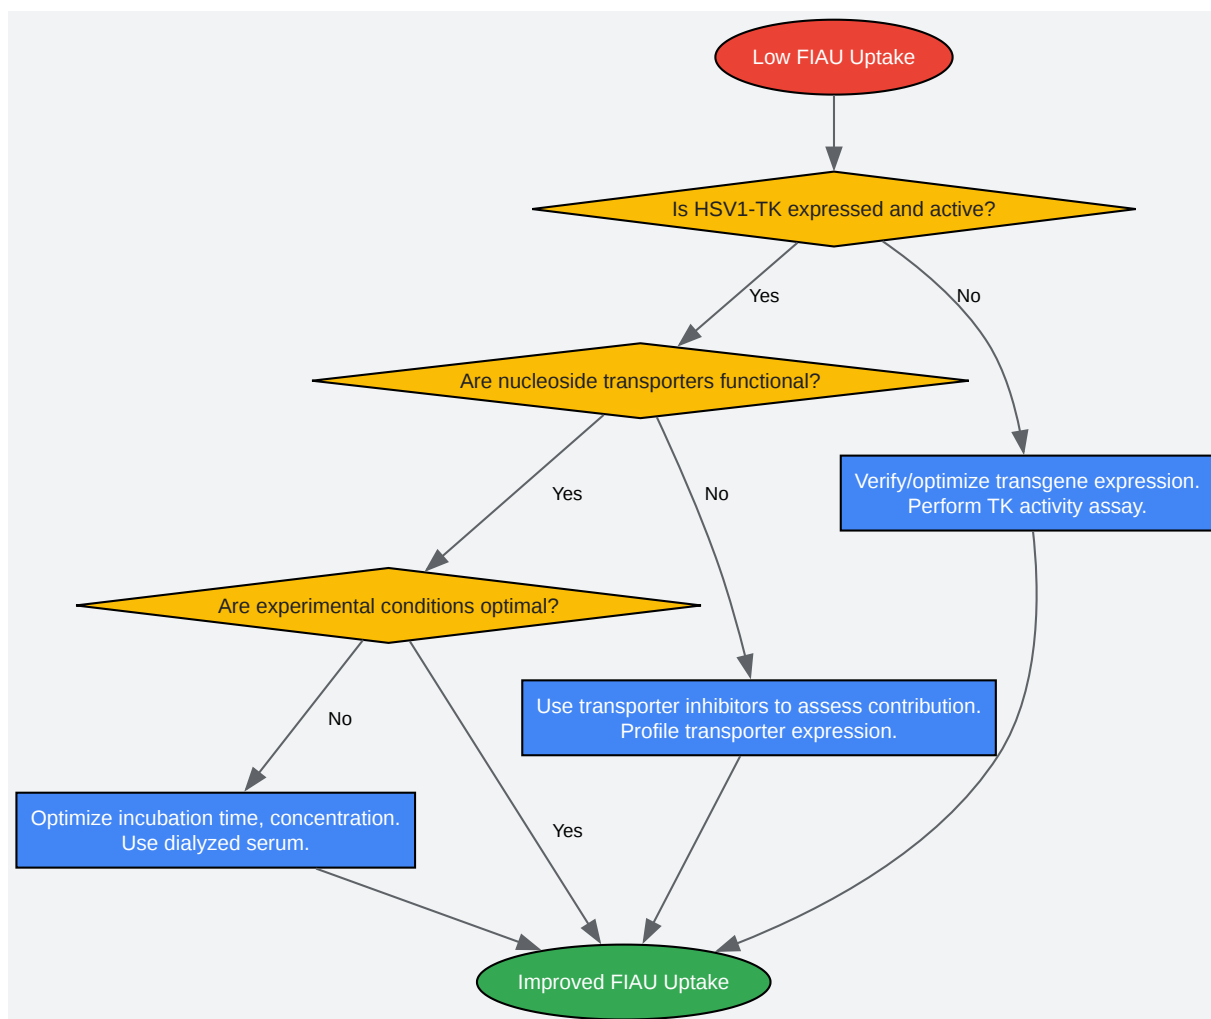 Low FIAU Uptake
Is HSV1-TK expressed and active?
Yes
No
Are nucleoside transporters functional?
Verify/optimize transgene expression.
Perform TK activity assay.
Yes
No
Are experimental conditions optimal?
Use transporter inhibitors to assess contribution.
Profile transporter expression.
No
Optimize incubation time, concentration.
Use dialyzed serum.
Yes
Improved FIAU Uptake